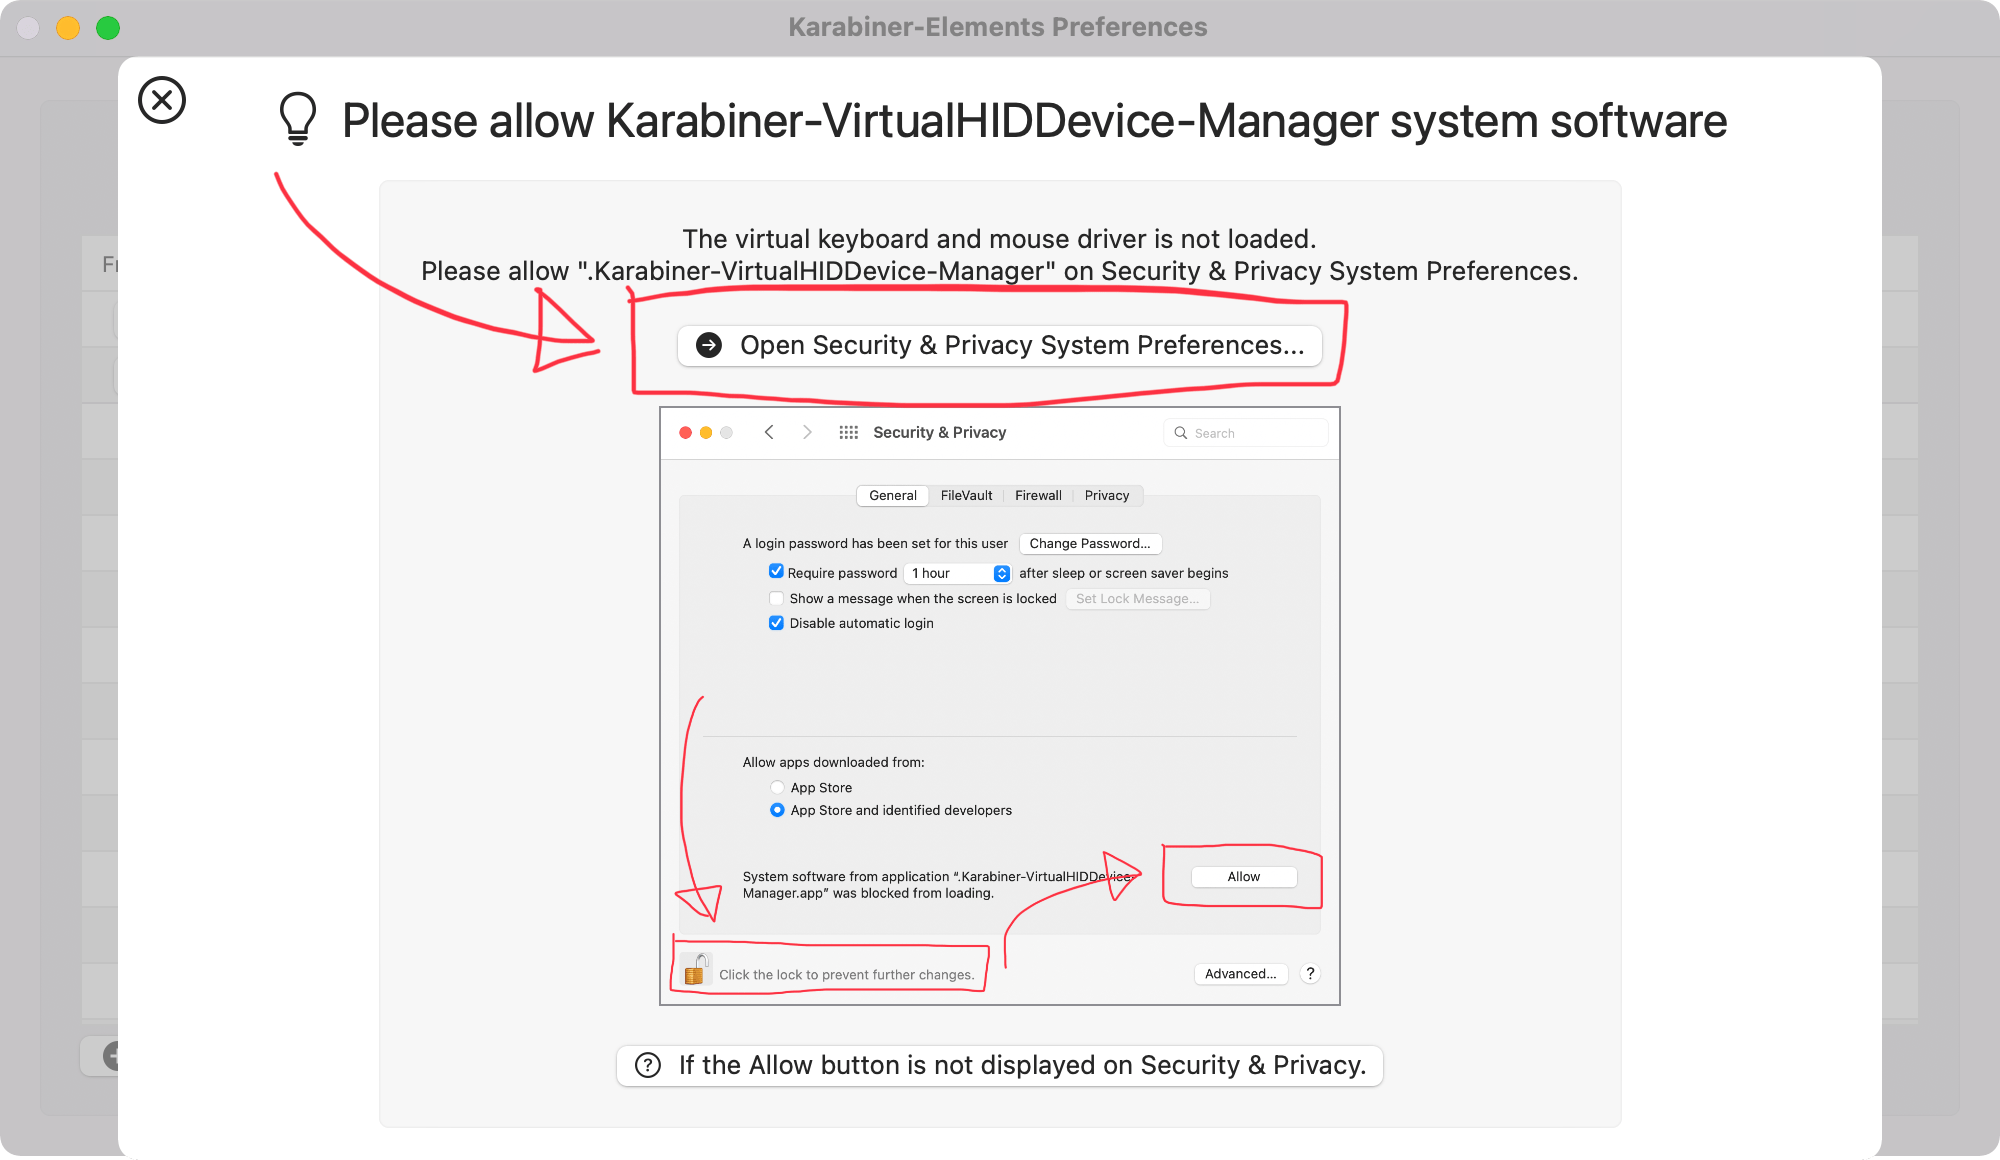 Karabiner-Elements Preferences
Please allow Karabiner-VirtualHIDDevice-Manager system software
The virtual keyboard and mouse driver is not loaded.
Please allow ".Karabiner-VirtualHIDDevice-Manager" on Security & Privacy System Preferences.
Open Security & Privacy System Preferences...
Security & Privacy
Search
General FileVault Firewall Privacy
A login password has been set for this user Change Password...
Require password 1 hour after sleep or screen saver begins
Show a message when the screen is locked Set Lock Message...
Disable automatic login
Allow apps downloaded from:
App Store
App Store and identified developers
System software from application “.Karabiner-VirtualHIDDevice-
Manager.app” was blocked from loading.
Allow
Click the lock to prevent further changes.
Advanced... ?
? If the Allow button is not displayed on Security & Privacy.